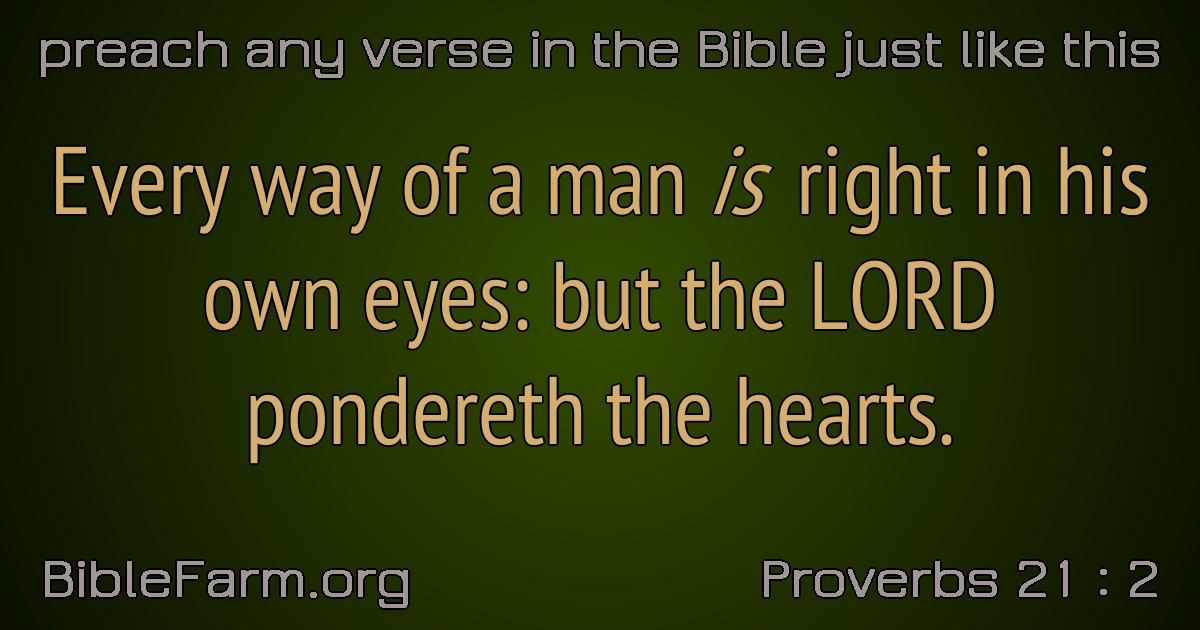 preach any verse in the Bible just like this
Every way of a man is right in his
own eyes: but the LORD
pondereth the hearts.
BibleFarm.org
Proverbs 21 : 2